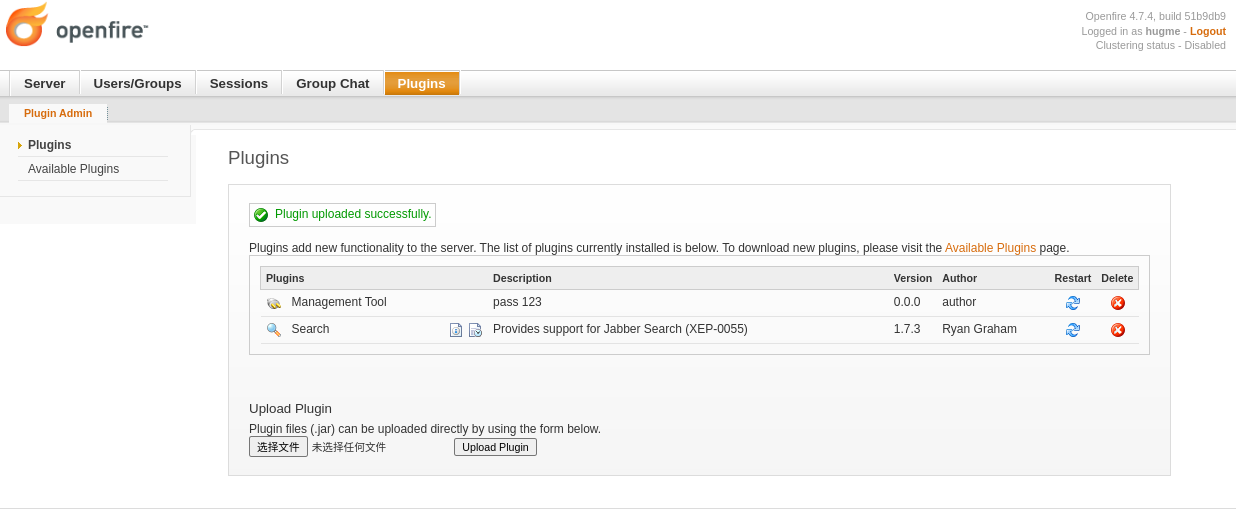 openfire™
Openfire 4.7.4, build 51b9db9
Logged in as hugme - Logout
Clustering status - Disabled
Server Users/Groups Sessions Group Chat Plugins
Plugin Admin
Plugins
Available Plugins
Plugins
Plugin uploaded successfully.
Plugins add new functionality to the server. The list of plugins currently installed is below. To download new plugins, please visit the Available Plugins page.
Plugins Description Version Author Restart Delete
Management Tool pass 123 0.0.0 author
Search Provides support for Jabber Search (XEP-0055) 1.7.3 Ryan Graham
Upload Plugin
Plugin files (.jar) can be uploaded directly by using the form below.
选择文件 未选择任何文件 Upload Plugin